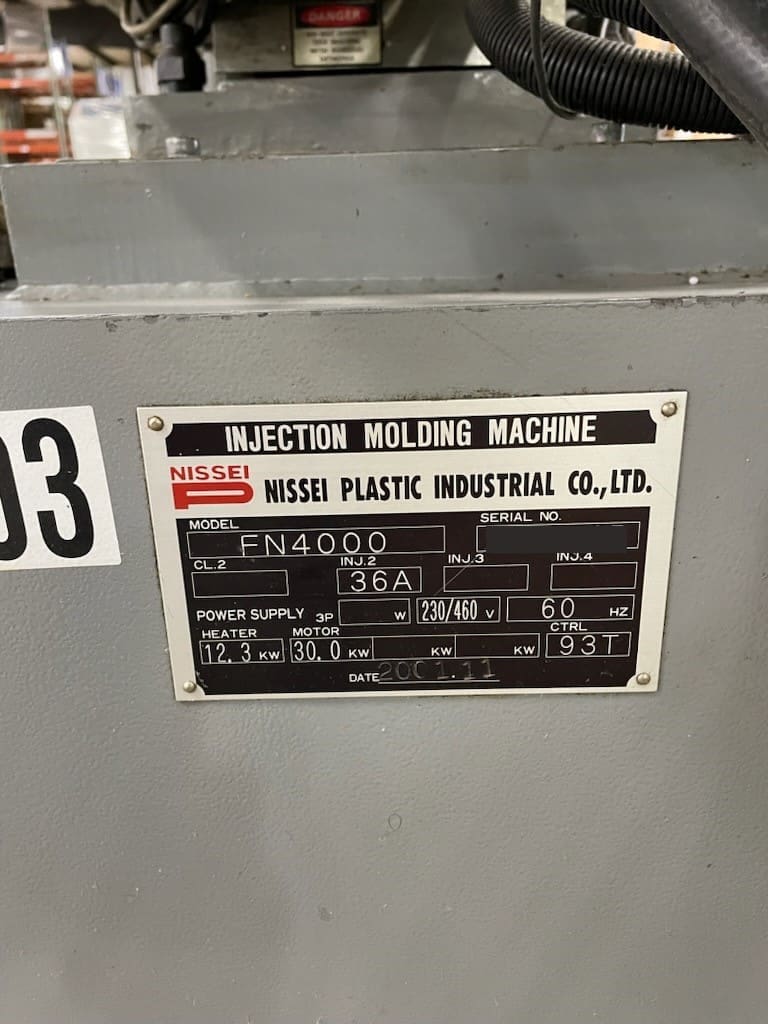 DANGER
03
INJECTION MOLDING MACHINE
NISSEI
NISSEI PLASTIC INDUSTRIAL CO., LTD.
MODEL FN4000 SERIAL NO.
CL.2 INJ.2 36A INJ.3 INJ.4
POWER SUPPLY 3P W 230/460 V 60 HZ
HEATER 12.3 KW MOTOR 30.0 KW KW KW CTRL 93T
DATE 2001.11